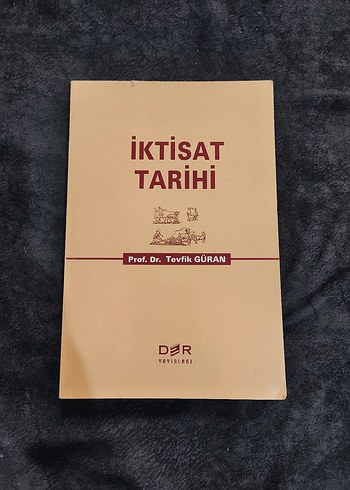 İKTİSAT
TARİHİ
Prof. Dr. Tevfik GÜRAN
DER
YAYINLARI